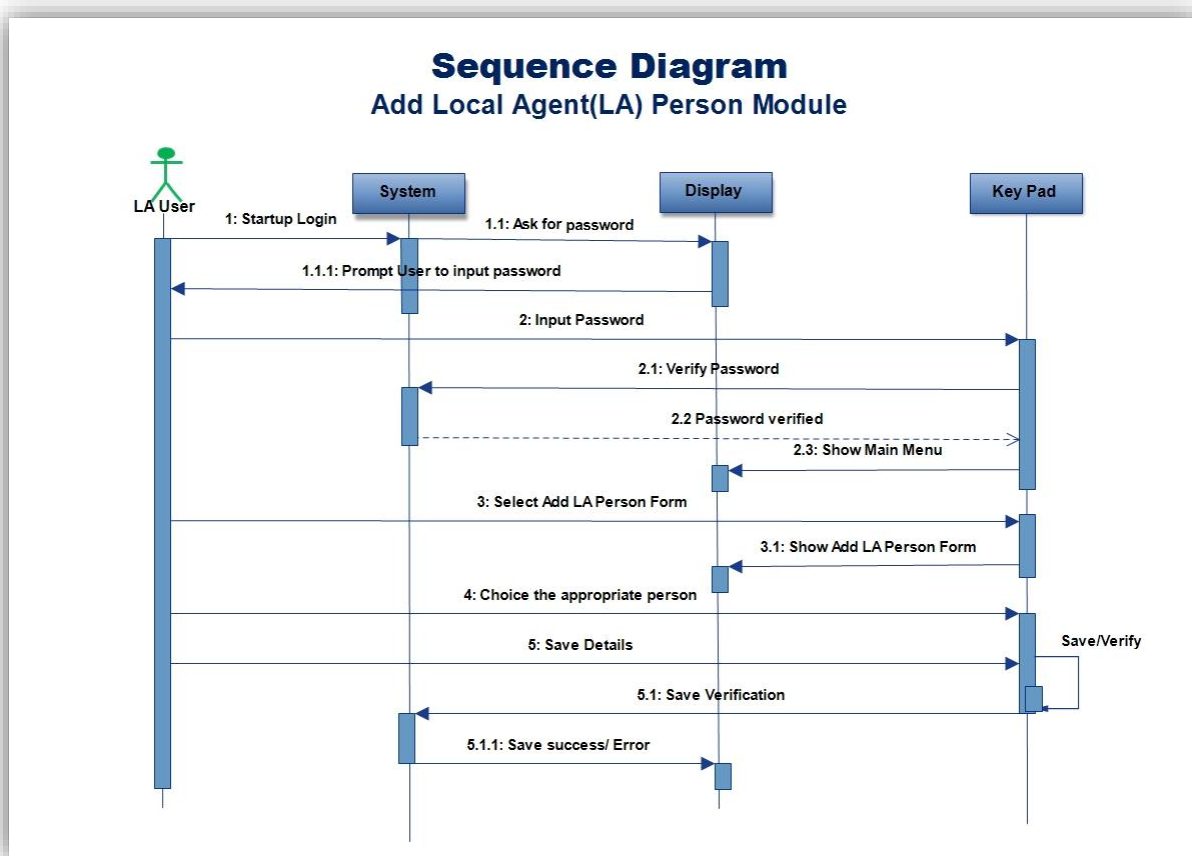 Sequence Diagram
Add Local Agent(LA) Person Module
LA User
System
Display
Key Pad
1: Startup Login
1.1: Ask for password
1.1.1: Prompt User to input password
2: Input Password
2.1: Verify Password
2.2 Password verified
2.3: Show Main Menu
3: Select Add LA Person Form
3.1: Show Add LA Person Form
4: Choice the appropriate person
5: Save Details
Save/Verify
5.1: Save Verification
5.1.1: Save success/ Error